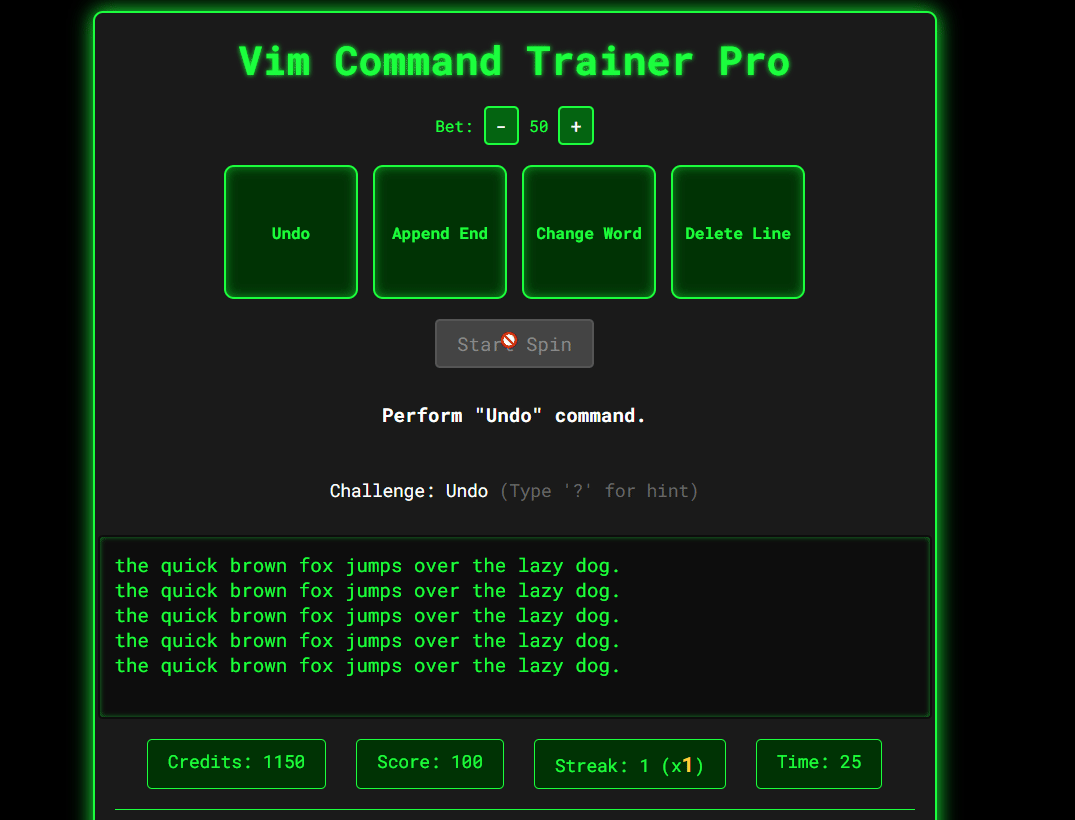 Vim Command Trainer Pro
Bet: - 50 +
Undo Append End Change Word Delete Line
Start Spin
Perform "Undo" command.
Challenge: Undo (Type '?' for hint)
the quick brown fox jumps over the lazy dog.
the quick brown fox jumps over the lazy dog.
the quick brown fox jumps over the lazy dog.
the quick brown fox jumps over the lazy dog.
the quick brown fox jumps over the lazy dog.
Credits: 1150 Score: 100 Streak: 1 (x1) Time: 25